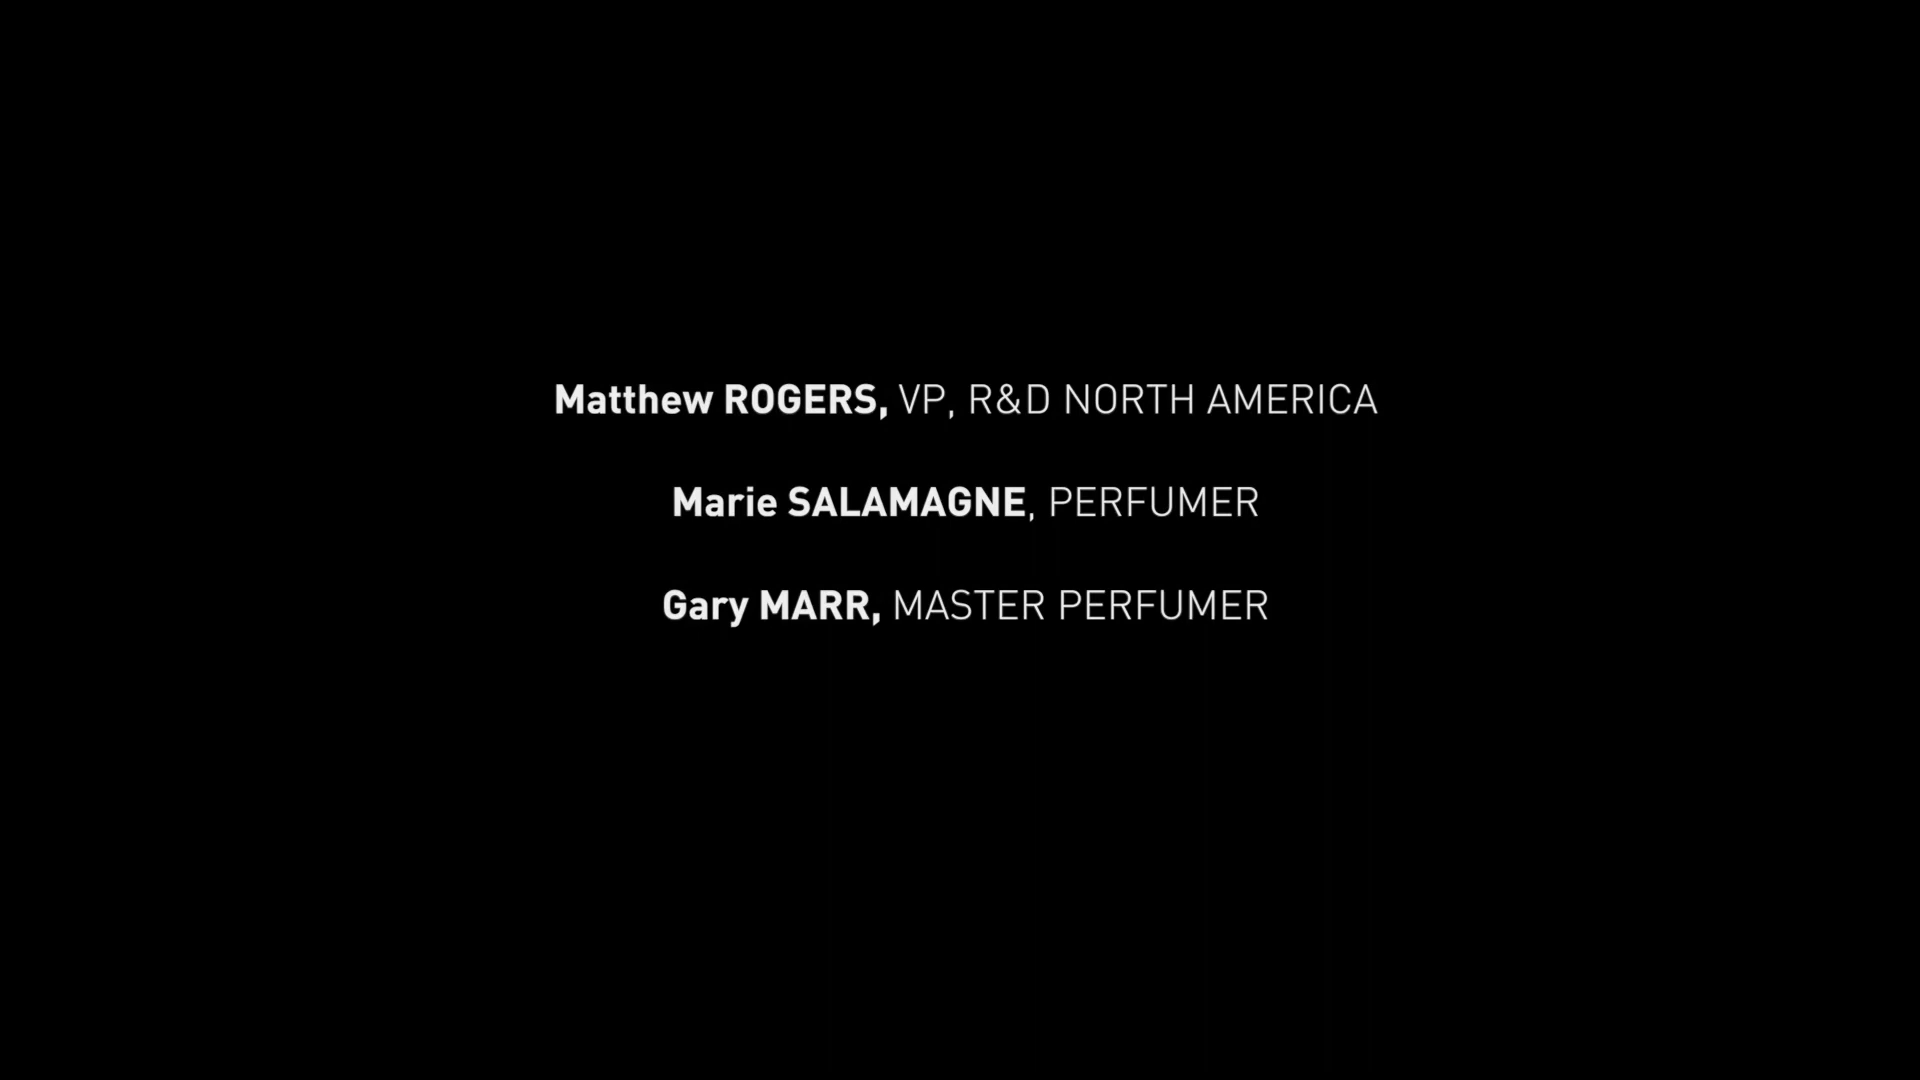 Matthew ROGERS, VP, R&D NORTH AMERICA
Marie SALAMAGNE, PERFUMER
Gary MARR, MASTER PERFUMER